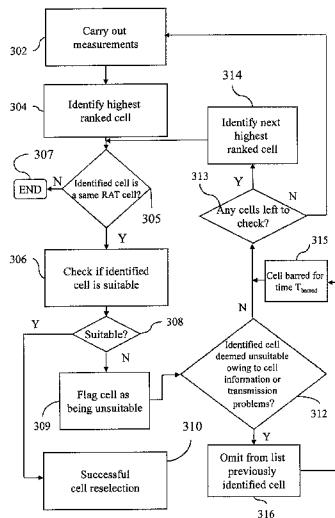 302
Carry out
measurements
304
Identify highest
ranked cell
314
Identify next
highest
ranked cell
307
END
N
Identified cell is
a same RAT cell?
305
Y
313
Y
N
Any cells left to
check?
306
Check if identified
cell is suitable
315
Cell barred for
time Tbarred
Y
Suitable?
308
N
N
309
Flag cell as
being unsuitable
Identified cell
deemed unsuitable
owing to cell
information or
transmission
problems?
312
310
Successful
cell reselection
Y
Omit from list
previously
identified cell
316